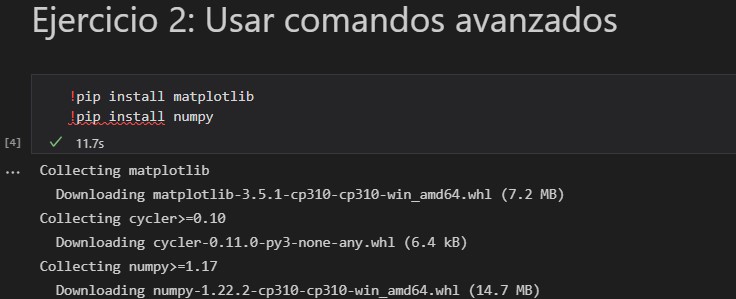 Ejercicio 2: Usar comandos avanzados
!pip install matplotlib
!pip install numpy
[4] 11.7s
... Collecting matplotlib
Downloading matplotlib-3.5.1-cp310-cp310-win_amd64.whl (7.2 MB)
Collecting cycler>=0.10
Downloading cycler-0.11.0-py3-none-any.whl (6.4 kB)
Collecting numpy>=1.17
Downloading numpy-1.22.2-cp310-cp310-win_amd64.whl (14.7 MB)